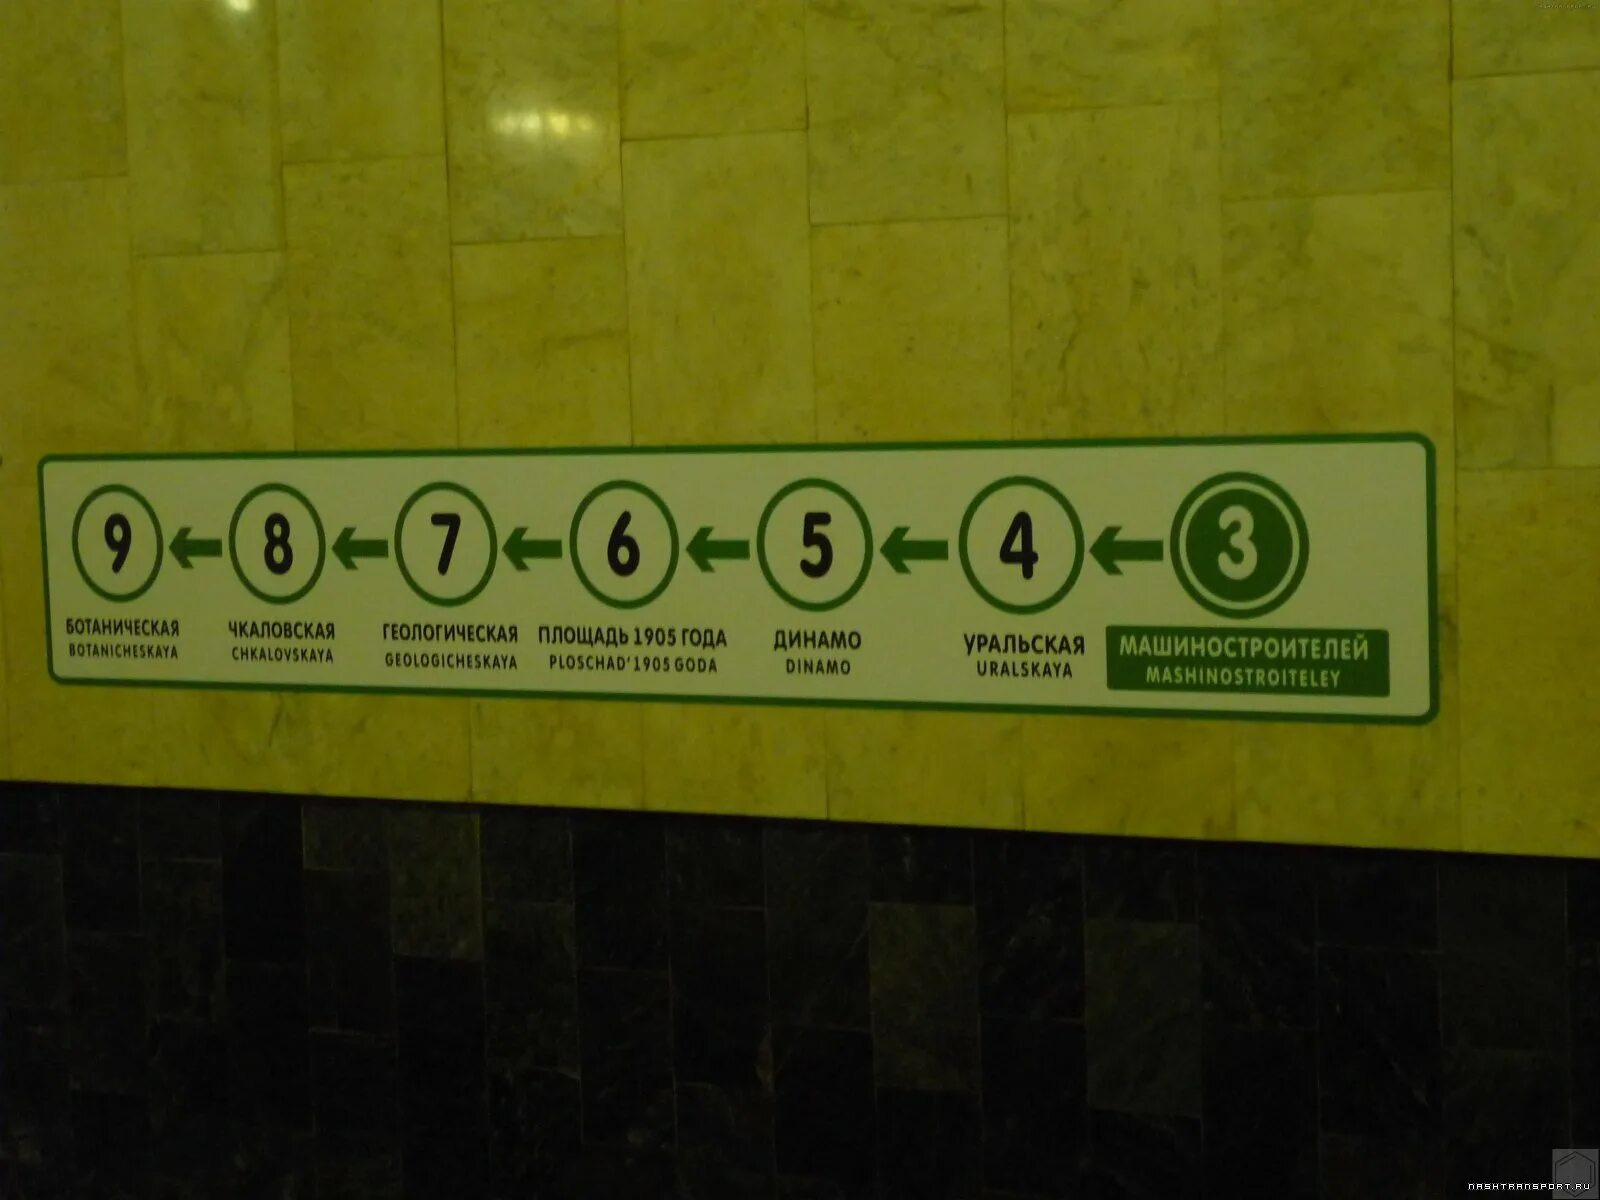 9 8 7 6 5 4 3
БОТАНИЧЕСКАЯ
BOTANICHESKAYA
ЧКАЛОВСКАЯ
CHKALOVSKAYA
ГЕОЛОГИЧЕСКАЯ
GEOLOGICHESKAYA
ПЛОЩАДЬ 1905 ГОДА
PLOSCHAD' 1905 GODA
ДИНАМО
DINAMO
УРАЛЬСКАЯ
URALSKAYA
МАШИНОСТРОИТЕЛЕЙ
MASHINOSTROITELEY
NASHTRANSPORT.RU